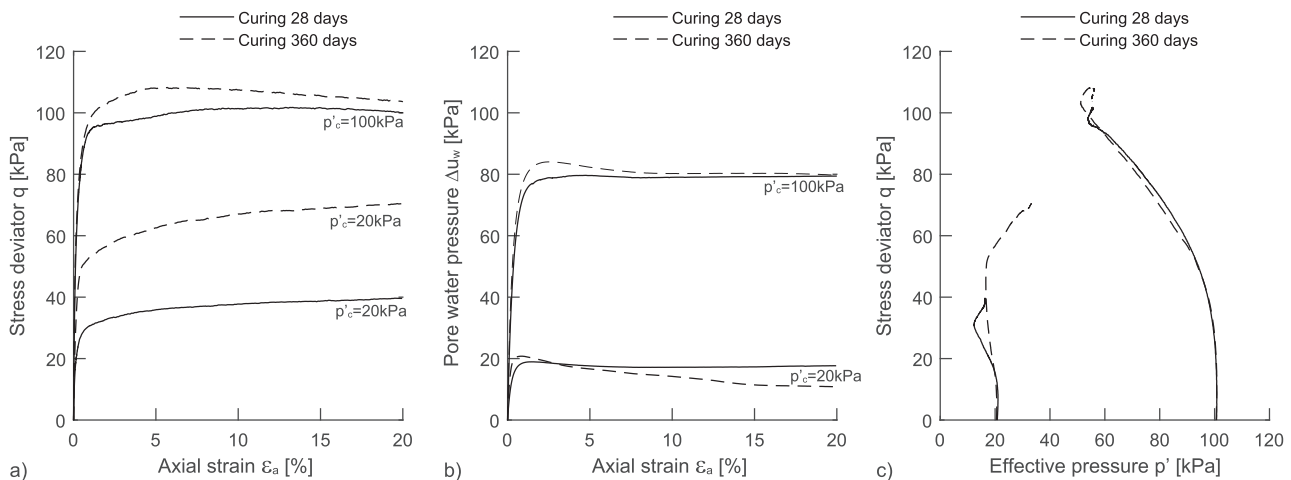 Curing 28 days
Curing 360 days
120
100
80
60
40
20
0
0
5
10
15
20
Stress deviator q [kPa]
Axial strain εa [%]
p'c=100kPa
p'c=20kPa
p'c=20kPa
a)
Curing 28 days
Curing 360 days
120
100
80
60
40
20
0
0
5
10
15
20
Pore water pressure Δuw [kPa]
Axial strain εa [%]
p'c=100kPa
p'c=20kPa
b)
Curing 28 days
Curing 360 days
120
100
80
60
40
20
0
0
20
40
60
80
100
120
Stress deviator q [kPa]
Effective pressure p' [kPa]
c)